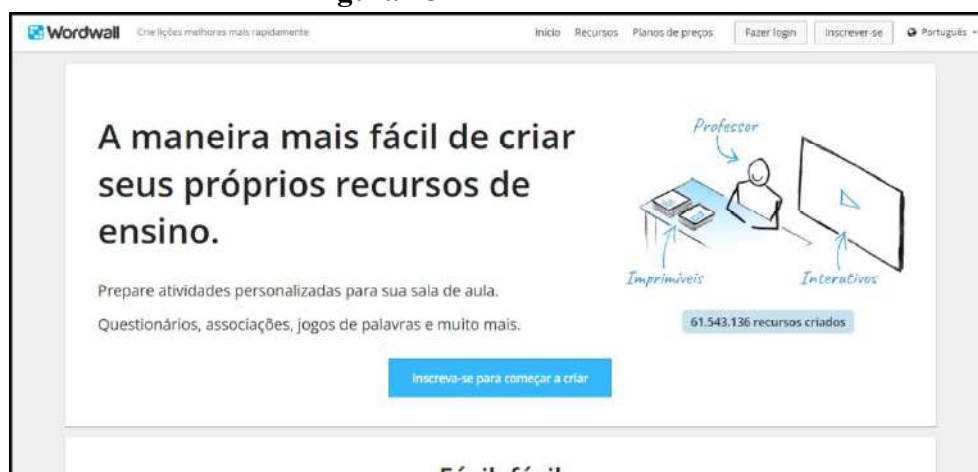 Wordwall Crie lições melhores mais rapidamente Início Recursos Planos de preços Fazer login Inscrever-se Português
A maneira mais fácil de criar
seus próprios recursos de
ensino.
Prepare atividades personalizadas para sua sala de aula.
Questionários, associações, jogos de palavras e muito mais.
Professor
Imprimíveis
Interativos
61.543.136 recursos criados
Inscreva-se para começar a criar